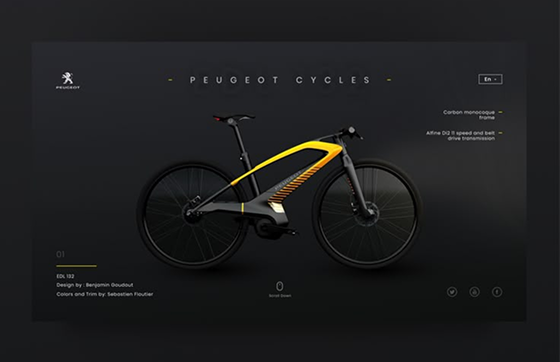 PEUGEOT
PEUGEOT CYCLES
En
Carbon monocoque
frame
Alfine Di2 11 speed and belt
drive transmission
01
EDL 132
Design by : Benjamin Goudout
Colors and Trim by: Sebastien Floutier
Scroll Down